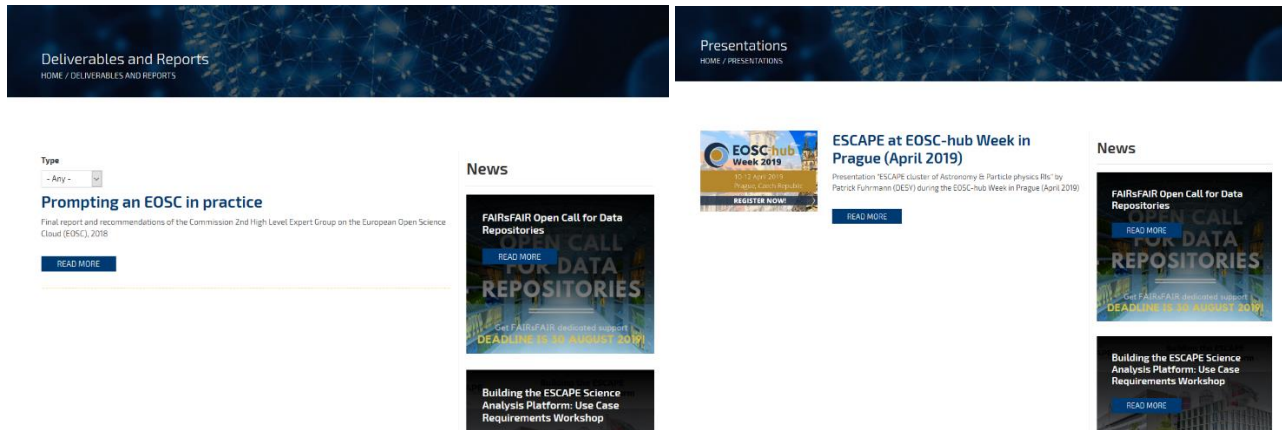 Deliverables and Reports
HOME / DELIVERABLES AND REPORTS
Type
- Any -
Prompting an EOSC in practice
Final report and recommendations of the Commission 2nd High Level Expert Group on the European Open Science
Cloud (EOSC), 2018
READ MORE
News
FAIRsFAIR Open Call for Data
Repositories
READ MORE
OPEN CALL
FOR DATA
REPOSITORIES
Get FAIRsFAIR dedicated support
DEADLINE IS 30 AUGUST 2019!
Building the ESCAPE Science
Analysis Platform: Use Case
Requirements Workshop
Presentations
HOME / PRESENTATIONS
EOSC-hub
Week 2019
10-12 April 2019
Prague, Czech Republic
REGISTER NOW!
ESCAPE at EOSC-hub Week in
Prague (April 2019)
Presentation "ESCAPE cluster of Astronomy & Particle physics RIs" by
Patrick Fuhrmann (DESY) during the EOSC-hub Week in Prague (April 2019)
READ MORE
News
FAIRsFAIR Open Call for Data
Repositories
READ MORE
OPEN CALL
FOR DATA
REPOSITORIES
Get FAIRsFAIR dedicated support
DEADLINE IS 30 AUGUST 2019!
Building the ESCAPE Science
Analysis Platform: Use Case
Requirements Workshop
READ MORE